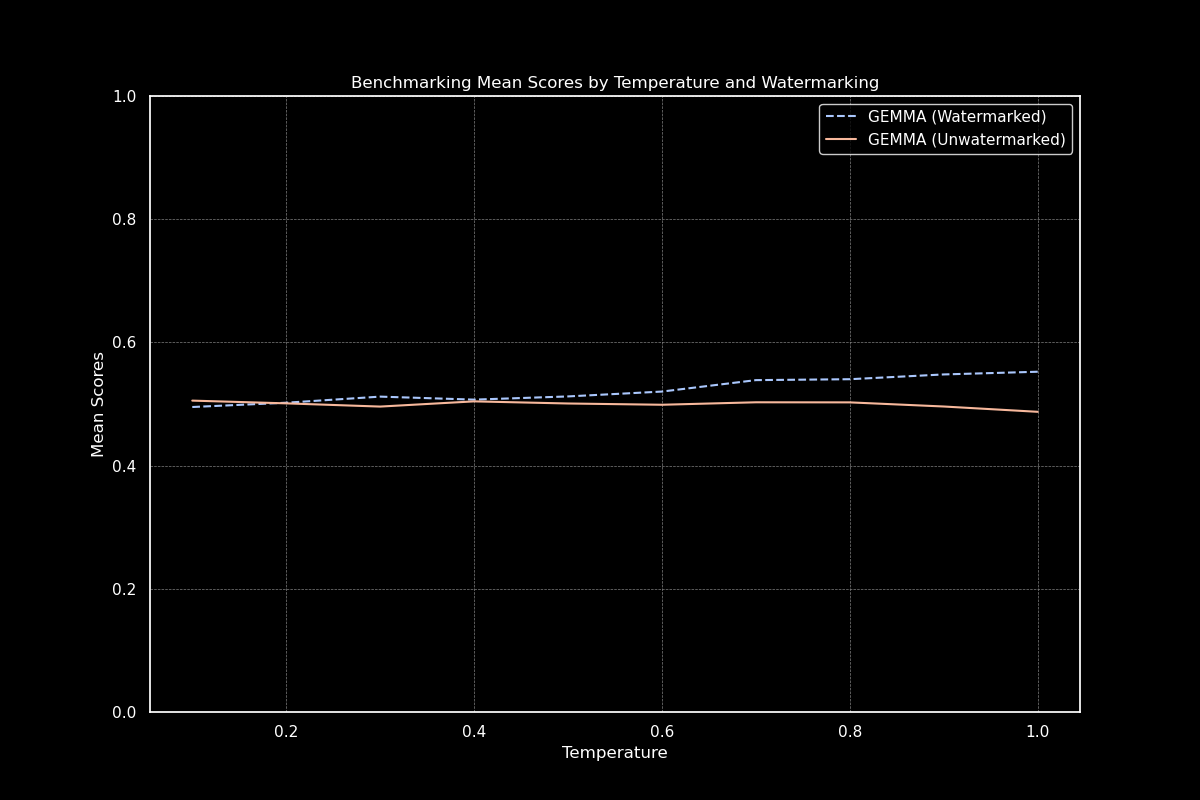 Benchmarking Mean Scores by Temperature and Watermarking
GEMMA (Watermarked)
GEMMA (Unwatermarked)
Mean Scores
1.0
0.8
0.6
0.4
0.2
0.0
0.2 0.4 0.6 0.8 1.0
Temperature